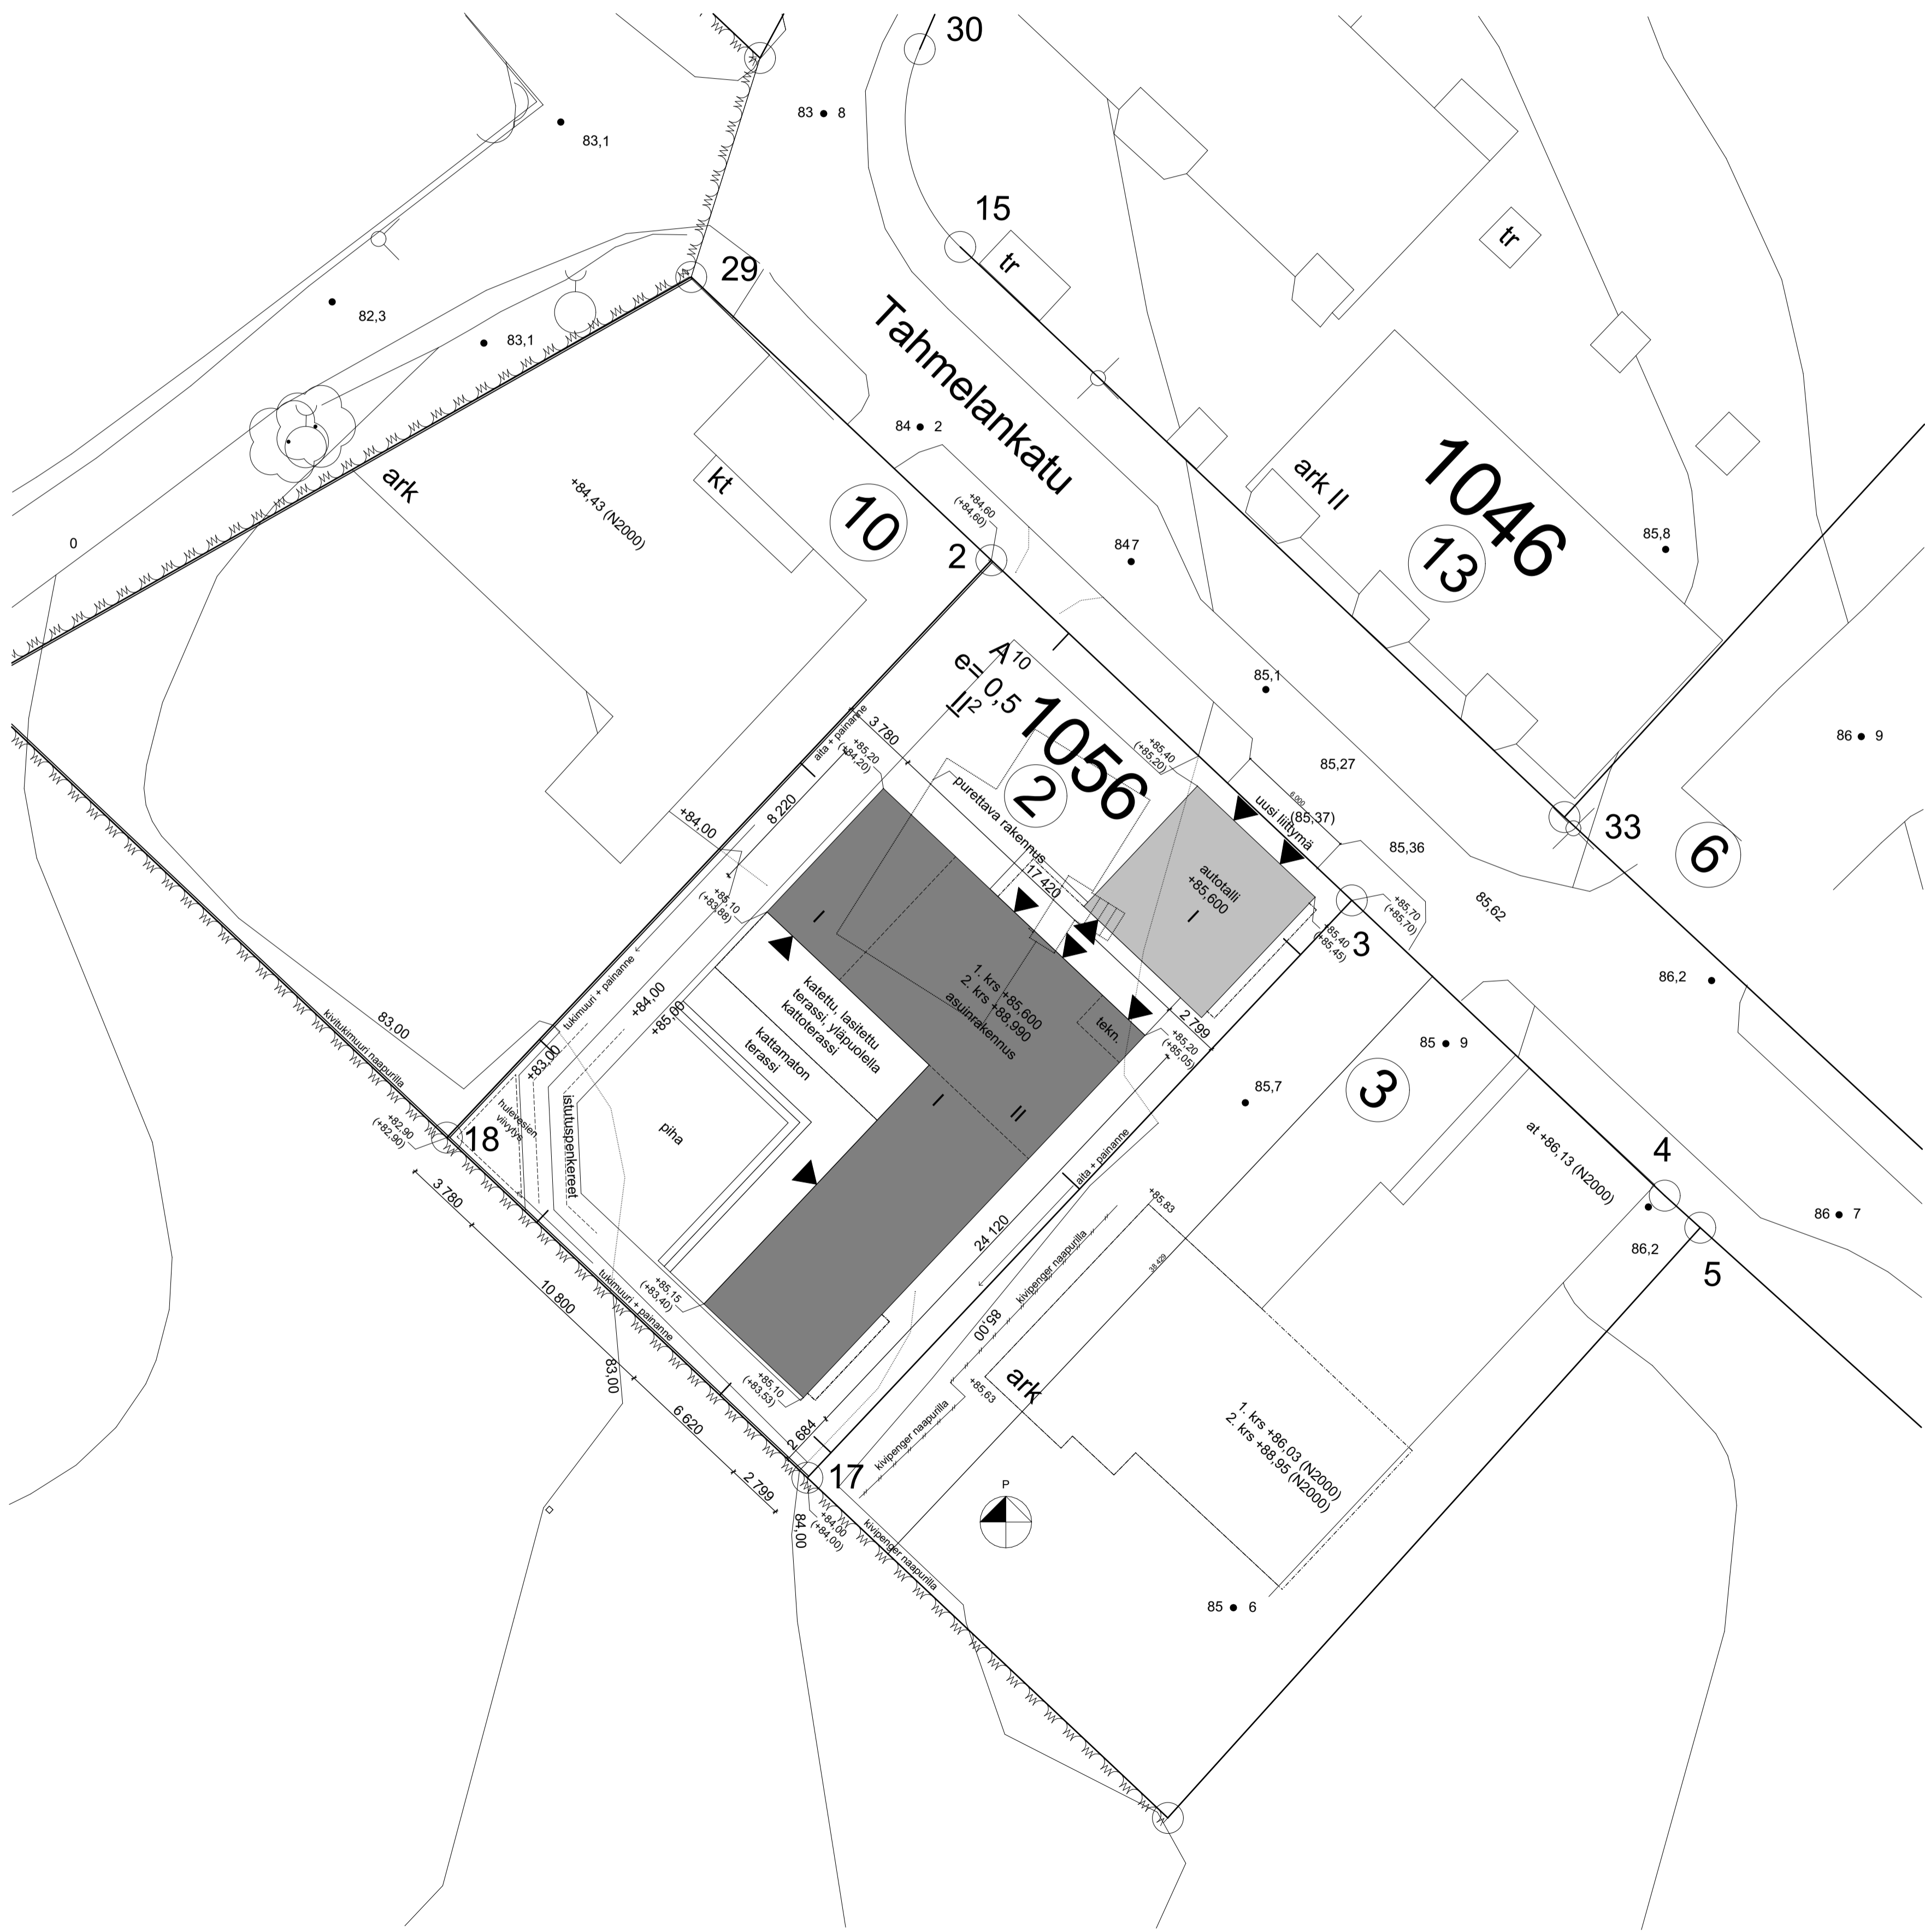 30
83 8
83,1
15
tr
tr
29
82,3
83,1
Tahmelankatu
84 2
ark
kt
+84,43 (N2000)
10
ark II
1046
13
85,8
+84,60
(+84,60)
2
847
0
A 10
e= 0,5
II 2
1056
2
85,1
85,27
86 9
aita + painanne
3 780
+85,20
(+84,20)
+85,40
(+85,20)
purettava rakennus
6 000
uusi liittymä
(85,37)
33
6
85,36
8 220
+84,00
17 420
autotalli
+85,600
I
+85,10
(+83,88)
I
85,62
+85,70
(+85,70)
+85,40
(+85,45)
3
86,2
tukimuuri + painanne
1. krs +85,600
2. krs +88,990
asuinrakennus
katettu, lasitettu
terassi, yläpuolella
kattoterassi
+84,00
+85,00
kattamaton
terassi
tekn.
2 799
+85,20
(+85,05)
85 9
83,00
kivitukimuuri naapurilla
+83,00
85,7
3
I
II
+82,90
(+82,90)
18
hulevesien
viivytys
istutuspenkereet
piha
aita + painanne
at +86,13 (N2000)
4
3 780
+85,83
24 120
86 7
kivipenger naapurilla
38 429
86,2
5
10 800
tukimuuri + painanne
+85,15
(+83,40)
85,00
83,00
+85,10
(+83,53)
ark
+85,63
6 620
2 684
kivipenger naapurilla
1. krs +86,03 (N2000)
2. krs +88,95 (N2000)
17
2 799
P
84,00
+84,00
(+84,00)
kivipenger naapurilla
85 6